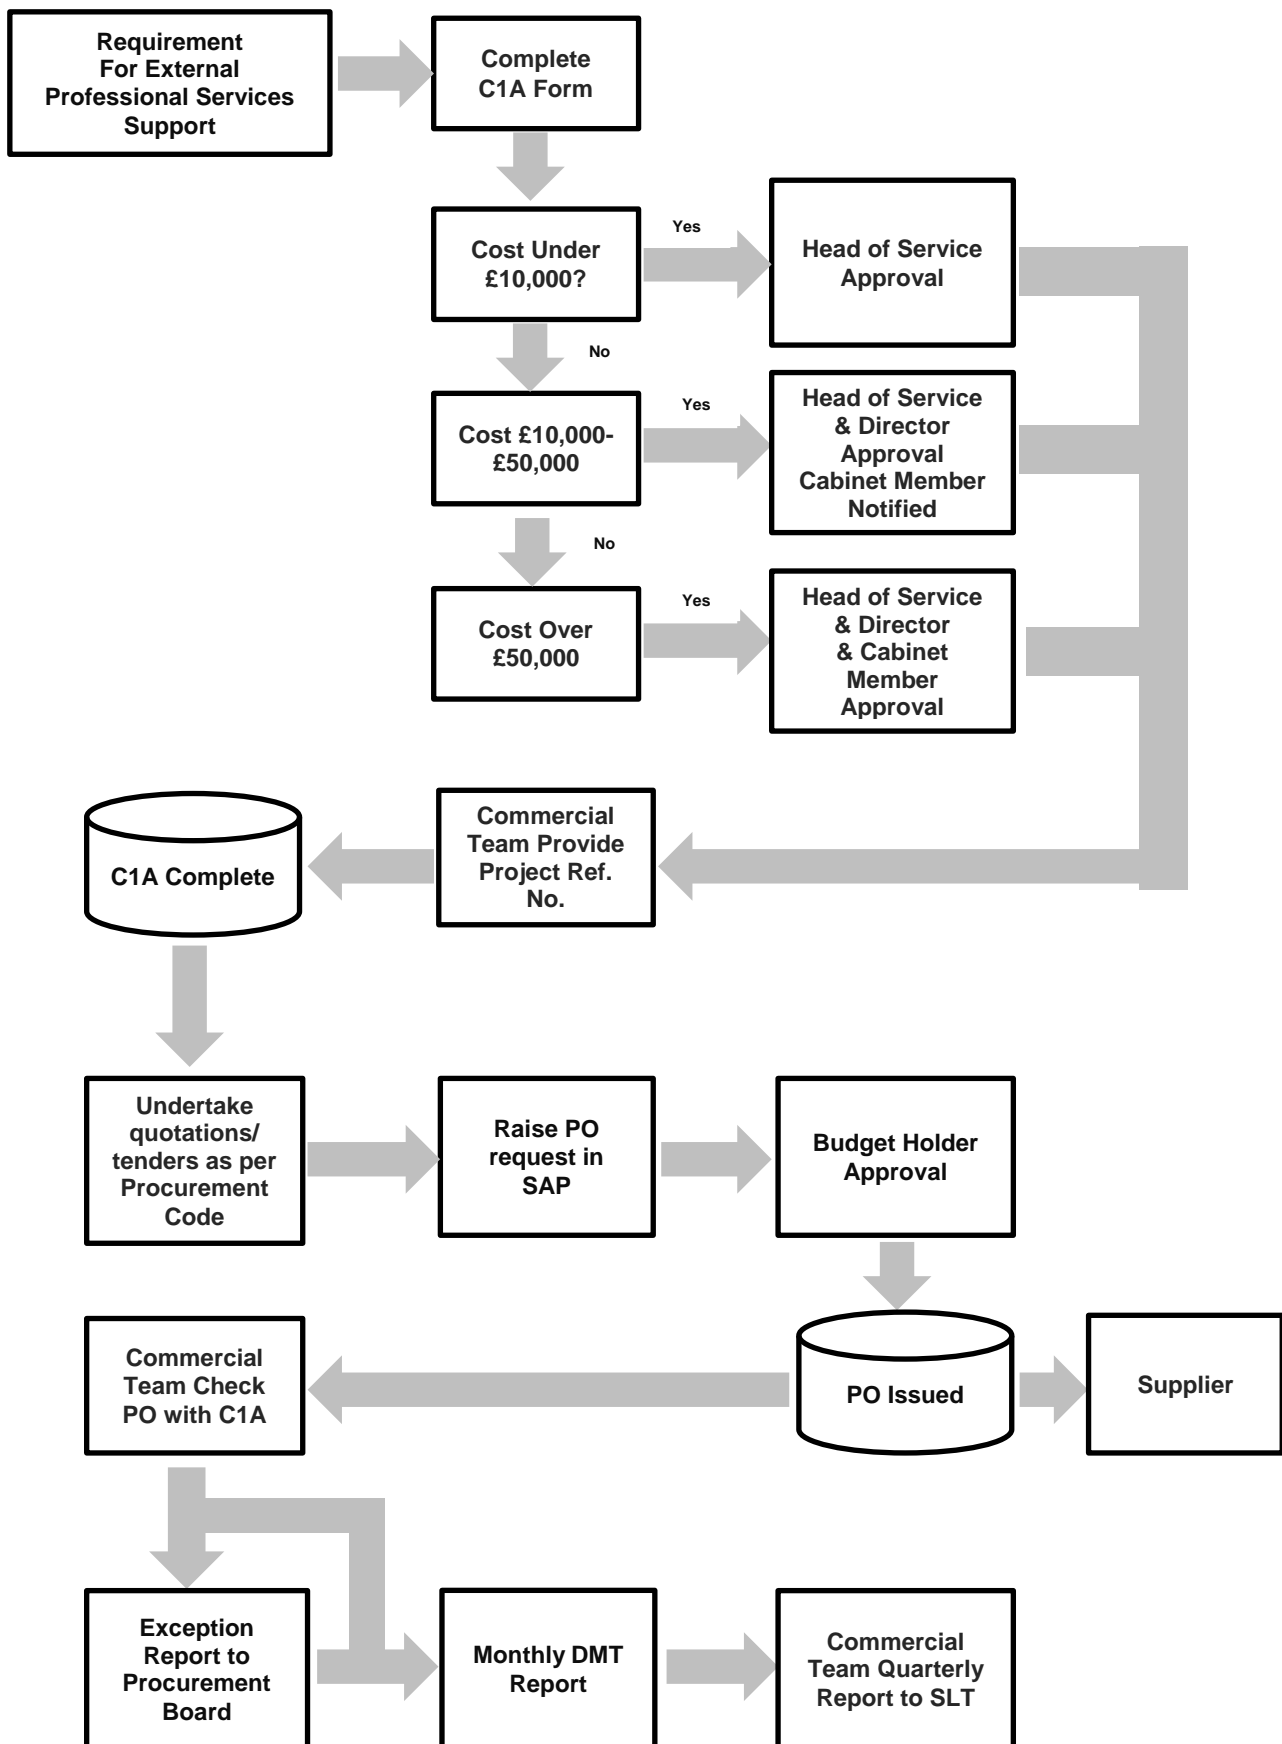 Requirement
For External
Professional Services
Support
Complete
C1A Form
Cost Under
£10,000?
Yes
Head of Service
Approval
No
Cost £10,000-
£50,000
Yes
Head of Service
& Director
Approval
Cabinet Member
Notified
No
Cost Over
£50,000
Yes
Head of Service
& Director
& Cabinet
Member
Approval
Commercial
Team Provide
Project Ref.
No.
C1A Complete
Undertake
quotations/
tenders as per
Procurement
Code
Raise PO
request in
SAP
Budget Holder
Approval
PO Issued
Supplier
Commercial
Team Check
PO with C1A
Exception
Report to
Procurement
Board
Monthly DMT
Report
Commercial
Team Quarterly
Report to SLT